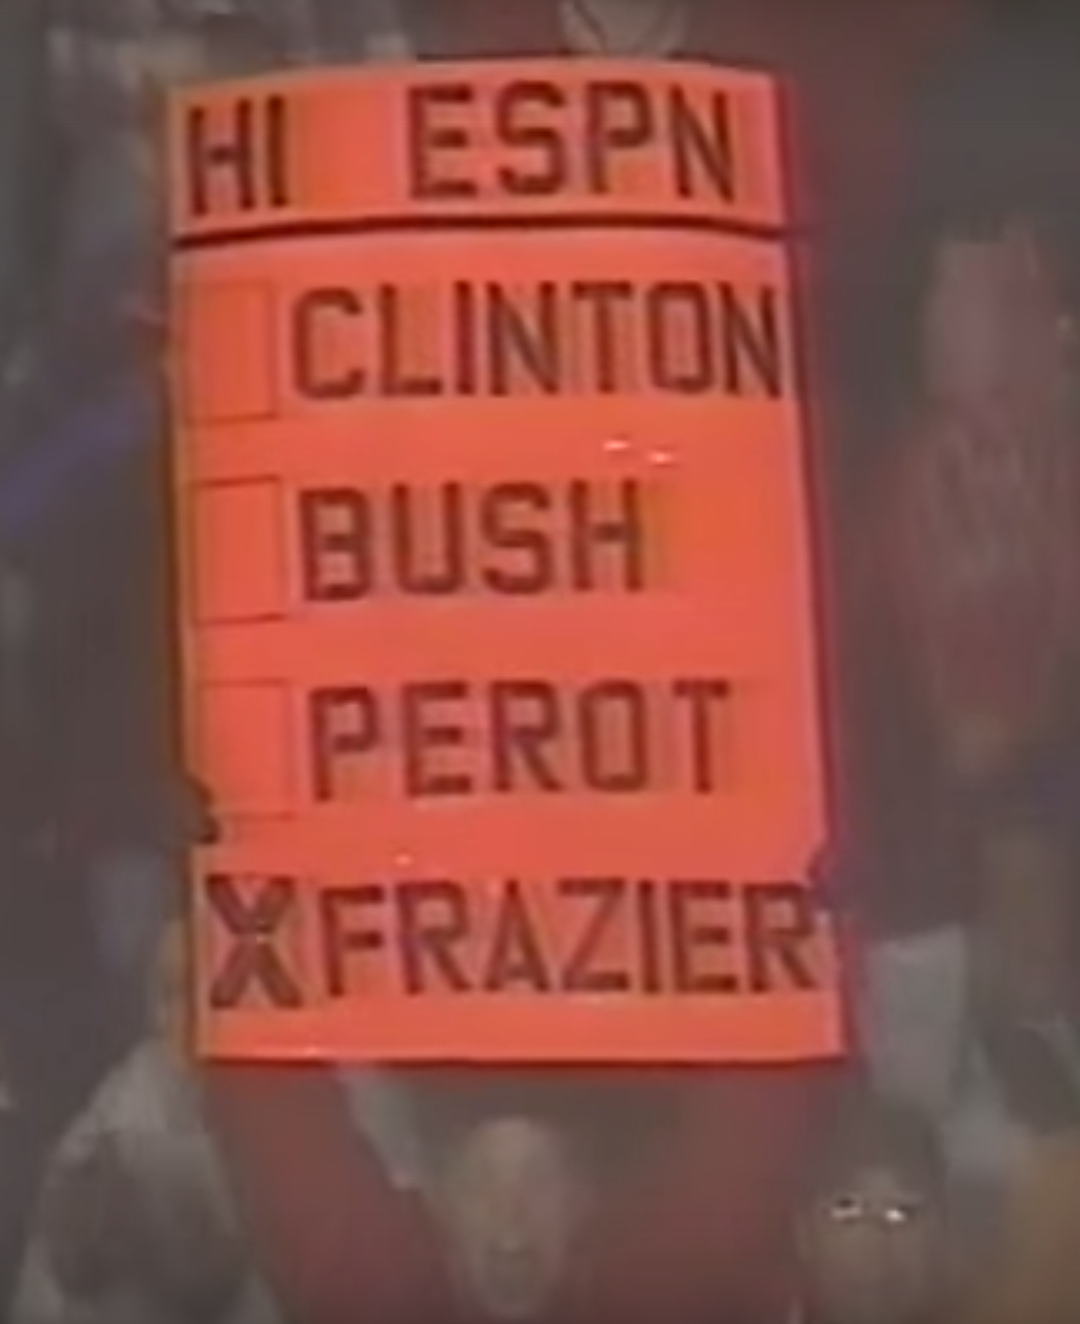 HI ESPN
CLINTON
BUSH
PEROT
X FRAZIER